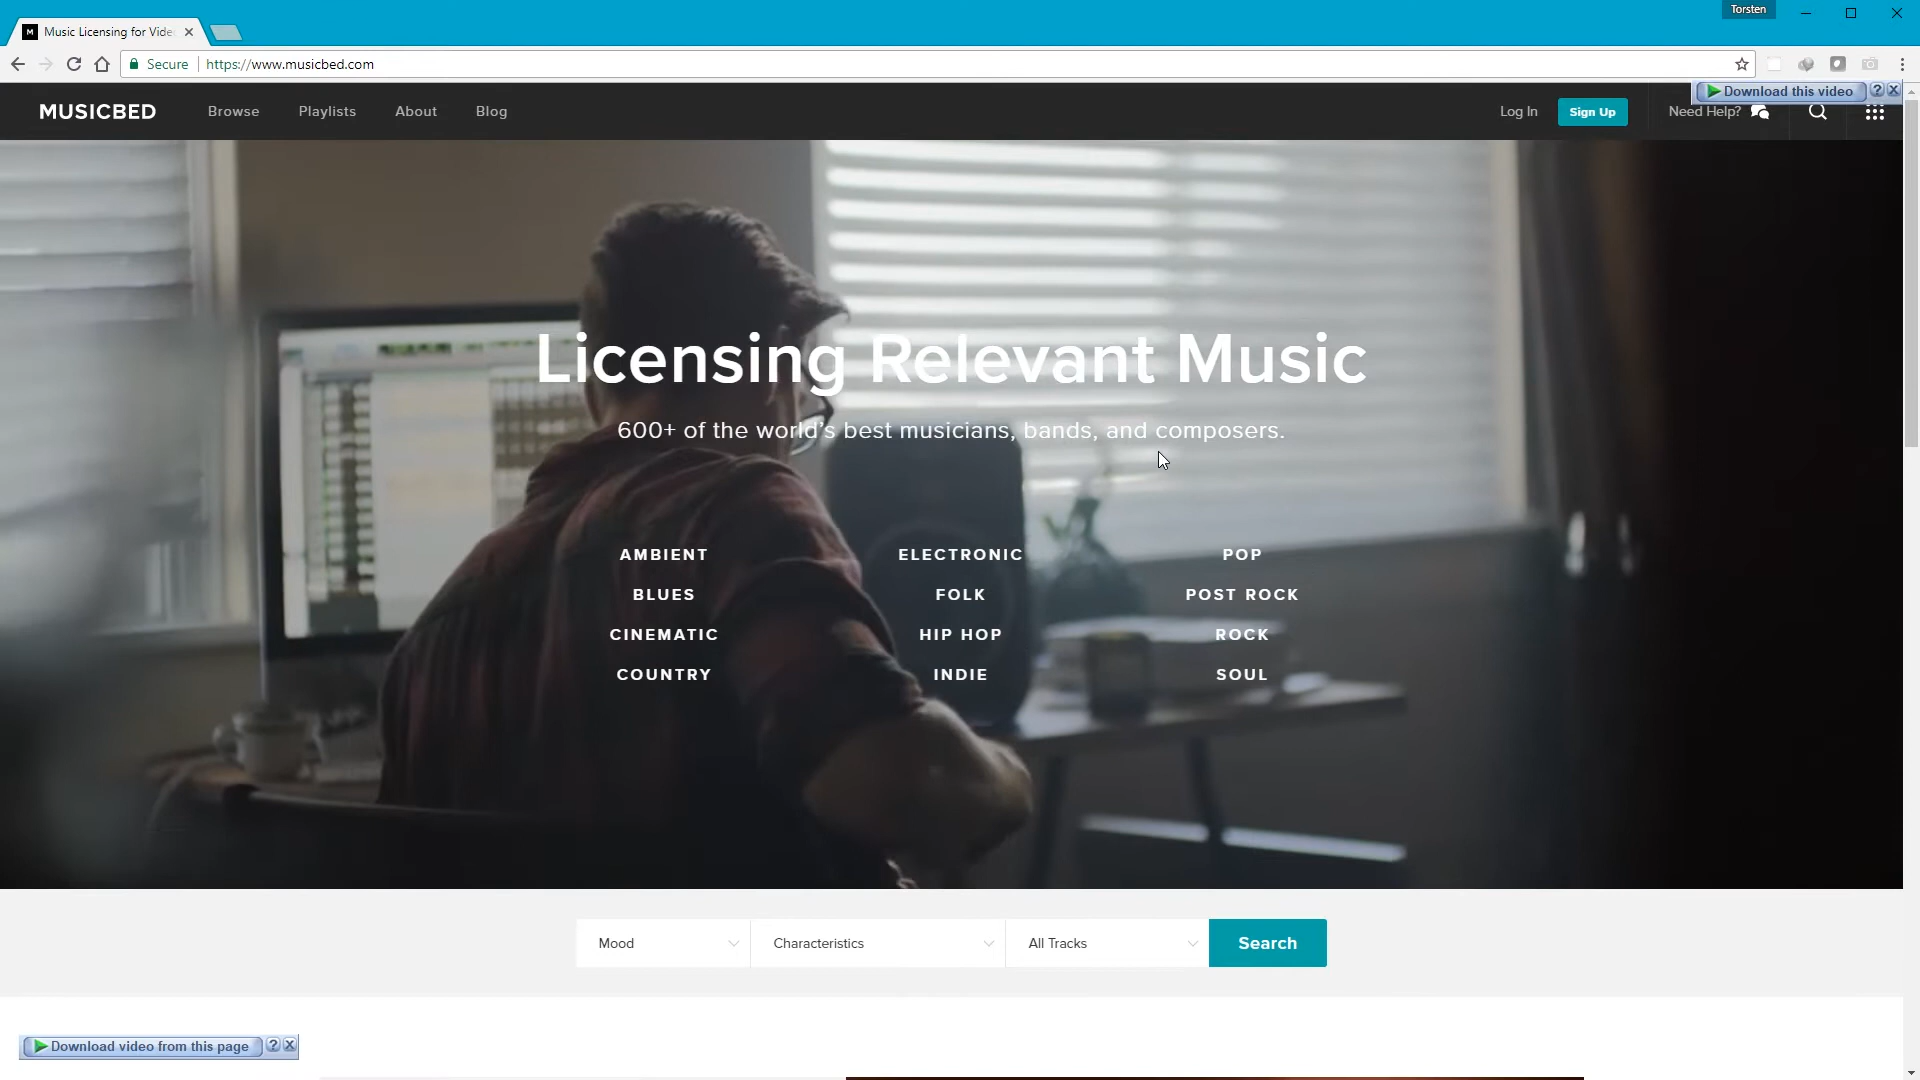 Torsten
M Music Licensing for Vide
Secure https://www.musicbed.com
Download this video ? X
MUSICBED Browse Playlists About Blog Log In Sign Up Need Help?
Licensing Relevant Music
600+ of the world's best musicians, bands, and composers.
AMBIENT ELECTRONIC POP
BLUES FOLK POST ROCK
CINEMATIC HIP HOP ROCK
COUNTRY INDIE SOUL
Mood Characteristics All Tracks Search
Download video from this page ? X